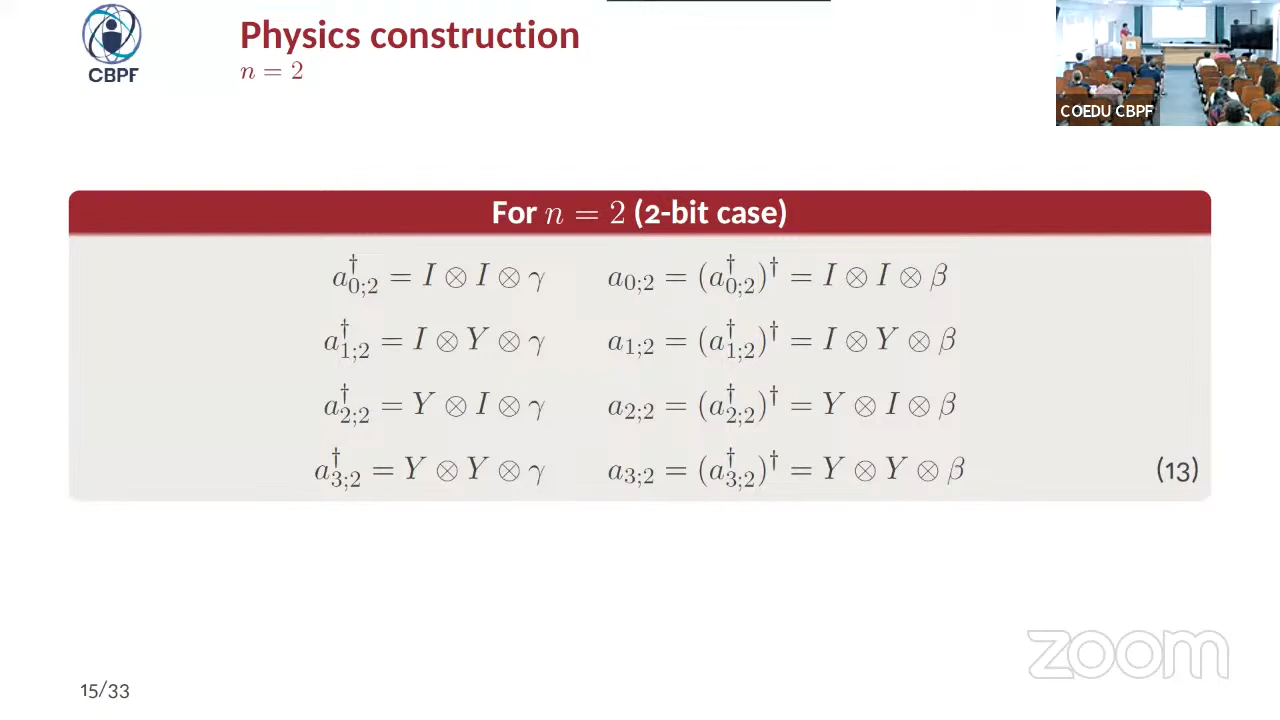 CBPF
Physics construction
n = 2
COEDU CBPF
For n = 2 (2-bit case)
a†₀;₂ = I ⊗ I ⊗ γ    a₀;₂ = (a†₀;₂)† = I ⊗ I ⊗ β
a†₁;₂ = I ⊗ Y ⊗ γ    a₁;₂ = (a†₁;₂)† = I ⊗ Y ⊗ β
a†₂;₂ = Y ⊗ I ⊗ γ    a₂;₂ = (a†₂;₂)† = Y ⊗ I ⊗ β
a†₃;₂ = Y ⊗ Y ⊗ γ    a₃;₂ = (a†₃;₂)† = Y ⊗ Y ⊗ β    (13)
zoom
15/33